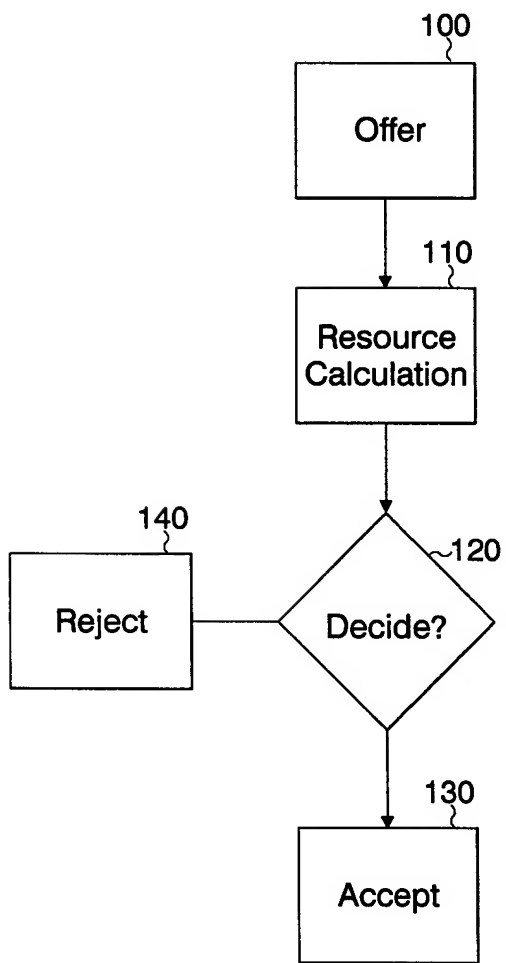 100
Offer
110
Resource
Calculation
140
120
Reject
Decide?
130
Accept